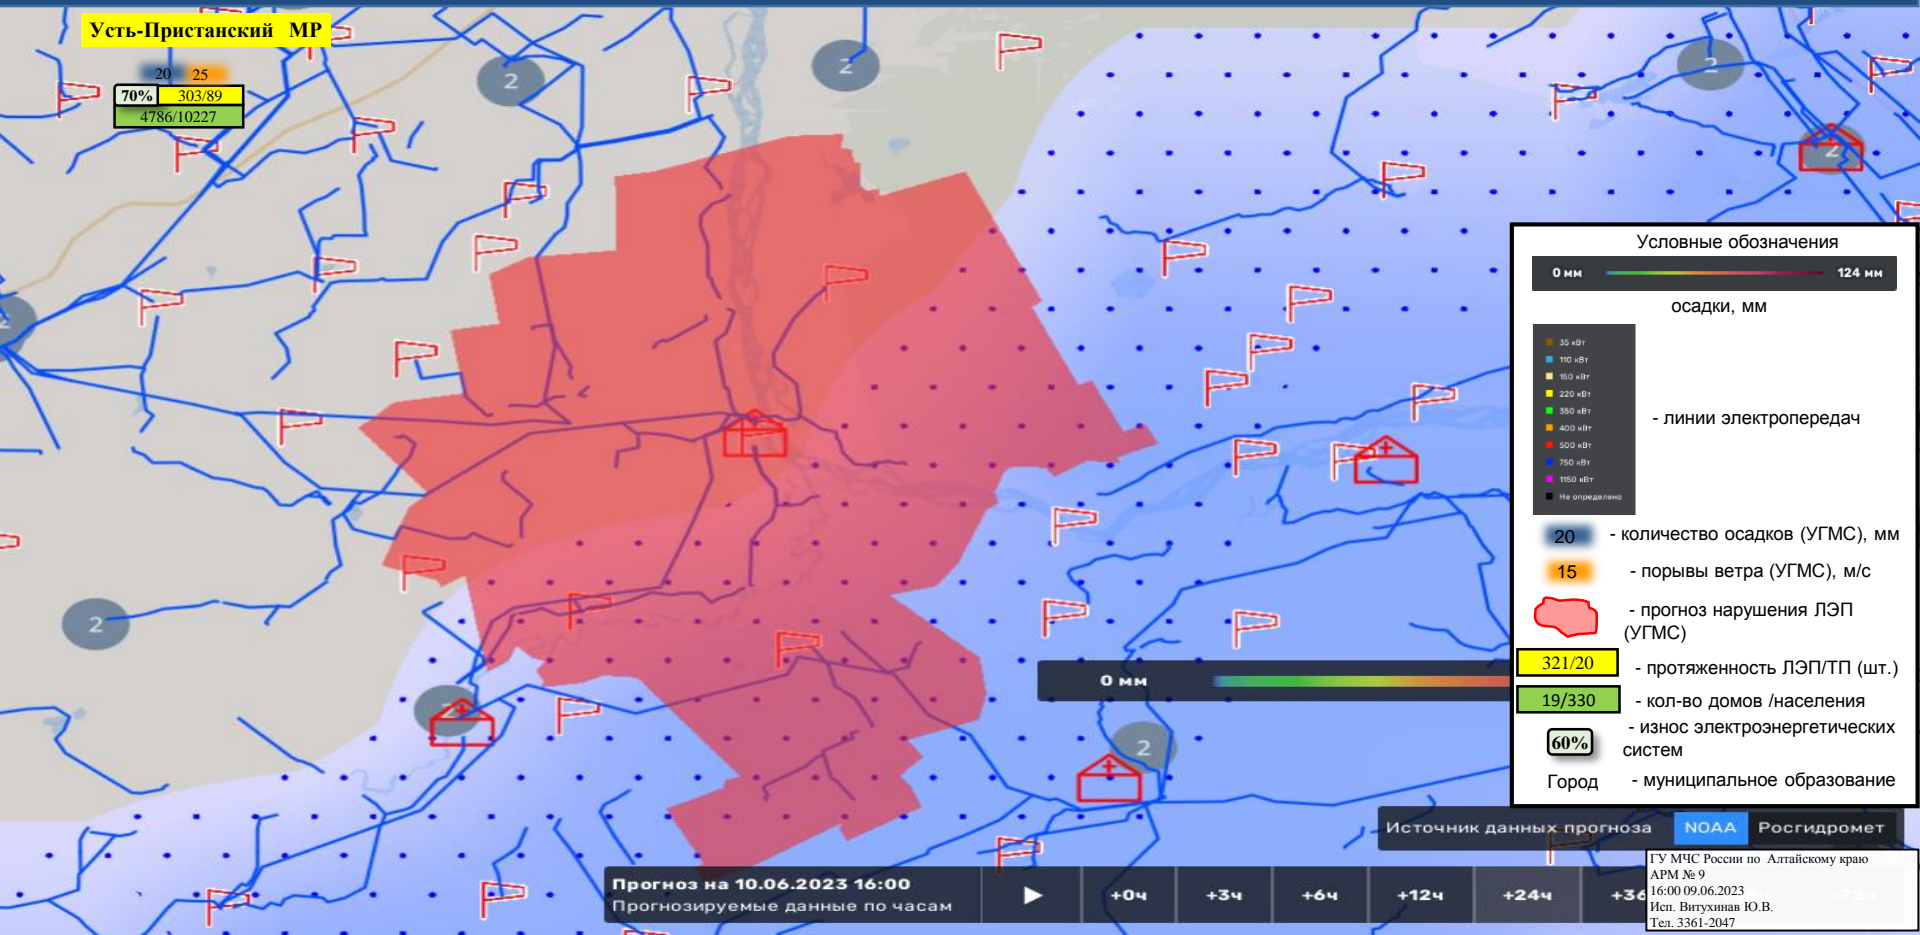 Усть-Пристанский МР
20 25
70% 303/89
4786/10227
2
2
2
2
2
2
2
Условные обозначения
0 мм 124 мм
осадки, мм
35 кВт
110 кВт
150 кВт
220 кВт
350 кВт
400 кВт
500 кВт
750 кВт
1150 кВт
Не определено
- линии электропередач
20 - количество осадков (УГМС), мм
15 - порывы ветра (УГМС), м/с
- прогноз нарушения ЛЭП
(УГМС)
321/20 - протяженность ЛЭП/ТП (шт.)
19/330 - кол-во домов /населения
60% - износ электроэнергетических
систем
Город - муниципальное образование
0 мм
Источник данных прогноза NOAA Росгидромет
Прогноз на 10.06.2023 16:00
Прогнозируемые данные по часам
+0ч +3ч +6ч +12ч +24ч +36
ГУ МЧС России по Алтайскому краю
АРМ № 9
16:00 09.06.2023
Исп. Витухинав Ю.В.
Тел. 3361-2047